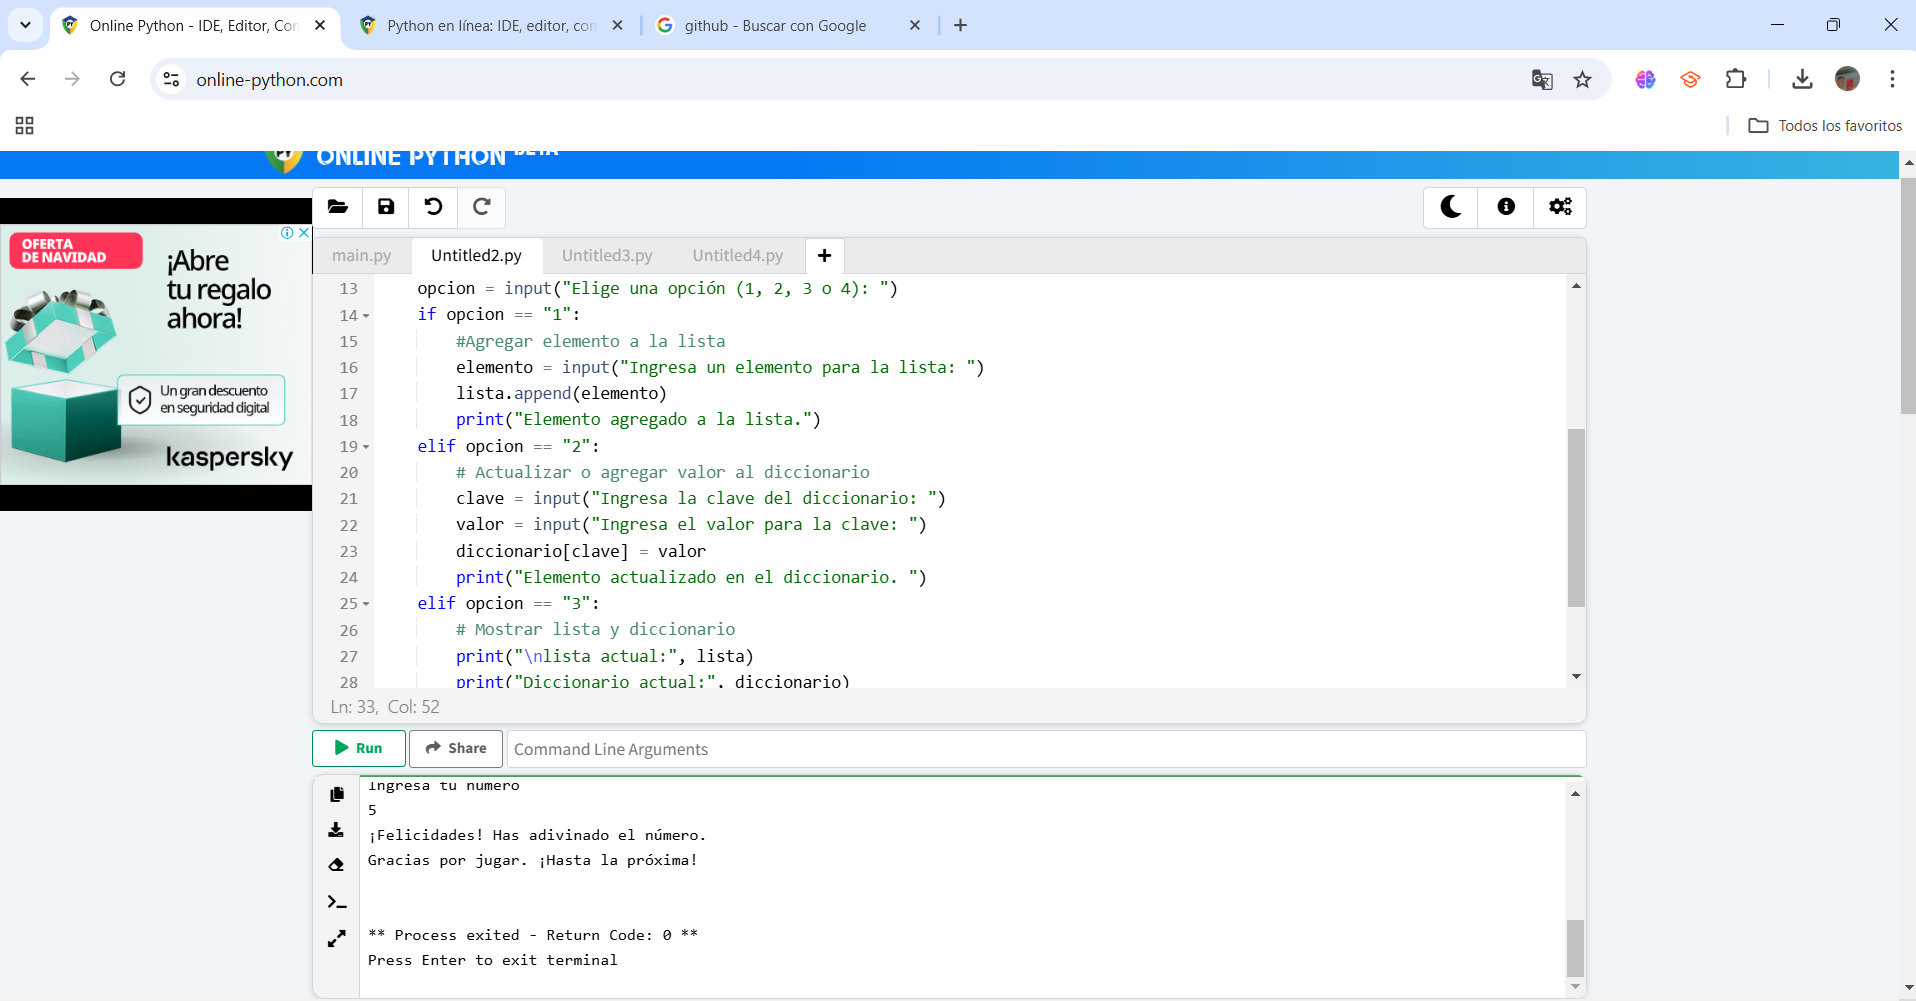 Online Python - IDE, Editor, Con
Python en línea: IDE, editor, con
github - Buscar con Google
online-python.com
Todos los favoritos
ONLINE PYTHON BETA
OFERTA
DE NAVIDAD
¡Abre
tu regalo
ahora!
Un gran descuento
en seguridad digital
kaspersky
main.py
Untitled2.py
Untitled3.py
Untitled4.py
+
13 opcion = input("Elige una opción (1, 2, 3 o 4): ")
14 if opcion == "1":
15 #Agregar elemento a la lista
16 elemento = input("Ingresa un elemento para la lista: ")
17 lista.append(elemento)
18 print("Elemento agregado a la lista.")
19 elif opcion == "2":
20 # Actualizar o agregar valor al diccionario
21 clave = input("Ingresa la clave del diccionario: ")
22 valor = input("Ingresa el valor para la clave: ")
23 diccionario[clave] = valor
24 print("Elemento actualizado en el diccionario. ")
25 elif opcion == "3":
26 # Mostrar lista y diccionario
27 print("\nlista actual:", lista)
28 print("Diccionario actual:", diccionario)
Ln: 33, Col: 52
Run
Share
Command Line Arguments
Ingresa tu numero
5
¡Felicidades! Has adivinado el número.
Gracias por jugar. ¡Hasta la próxima!
** Process exited - Return Code: 0 **
Press Enter to exit terminal